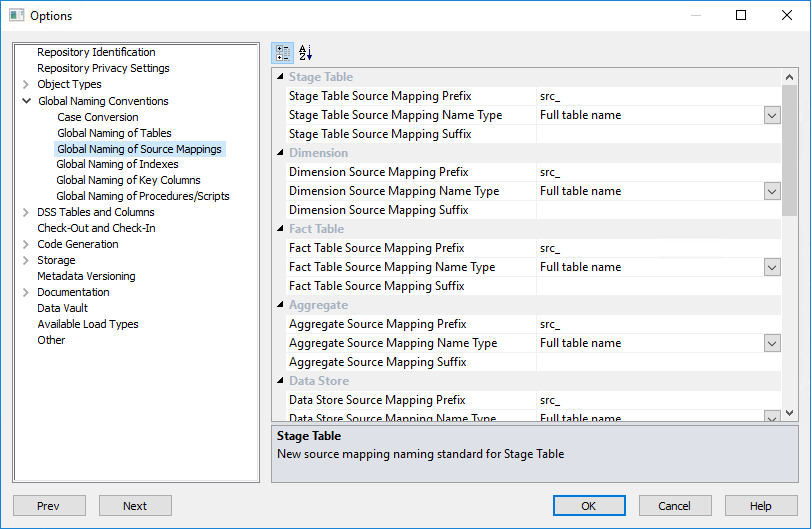 Options
Repository Identification
Repository Privacy Settings
Object Types
Global Naming Conventions
Case Conversion
Global Naming of Tables
Global Naming of Source Mappings
Global Naming of Indexes
Global Naming of Key Columns
Global Naming of Procedures/Scripts
DSS Tables and Columns
Check-Out and Check-In
Code Generation
Storage
Metadata Versioning
Documentation
Data Vault
Available Load Types
Other
Stage Table
Stage Table Source Mapping Prefix src_
Stage Table Source Mapping Name Type Full table name
Stage Table Source Mapping Suffix
Dimension
Dimension Source Mapping Prefix src_
Dimension Source Mapping Name Type Full table name
Dimension Source Mapping Suffix
Fact Table
Fact Table Source Mapping Prefix src_
Fact Table Source Mapping Name Type Full table name
Fact Table Source Mapping Suffix
Aggregate
Aggregate Source Mapping Prefix src_
Aggregate Source Mapping Name Type Full table name
Aggregate Source Mapping Suffix
Data Store
Data Store Source Mapping Prefix src_
Data Store Source Mapping Name Type Full table name
Stage Table
New source mapping naming standard for Stage Table
Prev Next OK Cancel Help